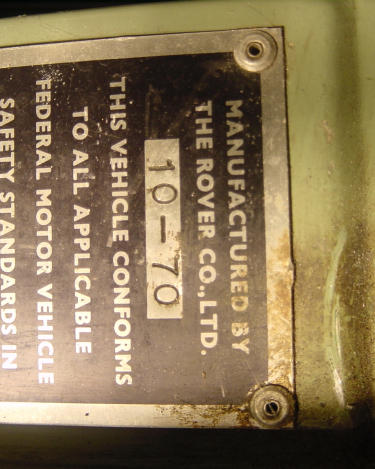 MANUFACTURED BY
THE ROVER CO., LTD.
10-70
THIS VEHICLE CONFORMS
TO ALL APPLICABLE
FEDERAL MOTOR VEHICLE
SAFETY STANDARDS IN